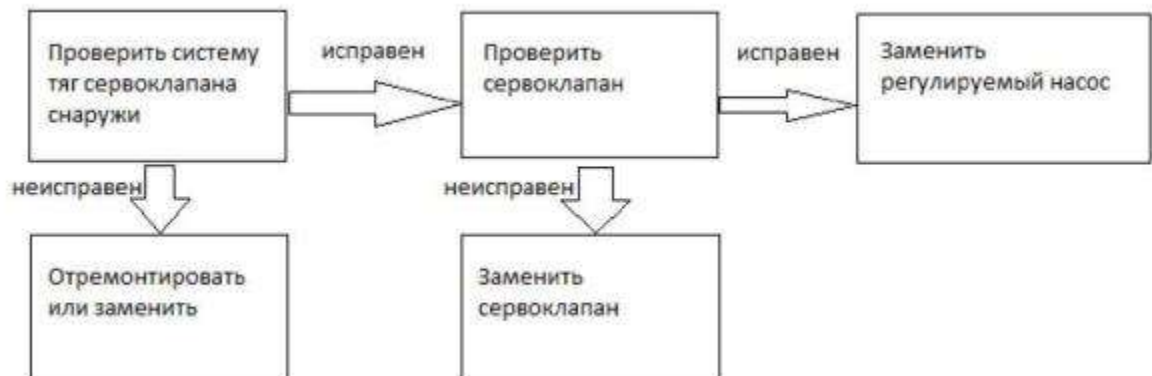 Проверить систему
тяг сервоклапана
снаружи
исправен
Проверить
сервоклапан
исправен
Заменить
регулируемый насос
неисправен
неисправен
Отремонтировать
или заменить
Заменить
сервоклапан